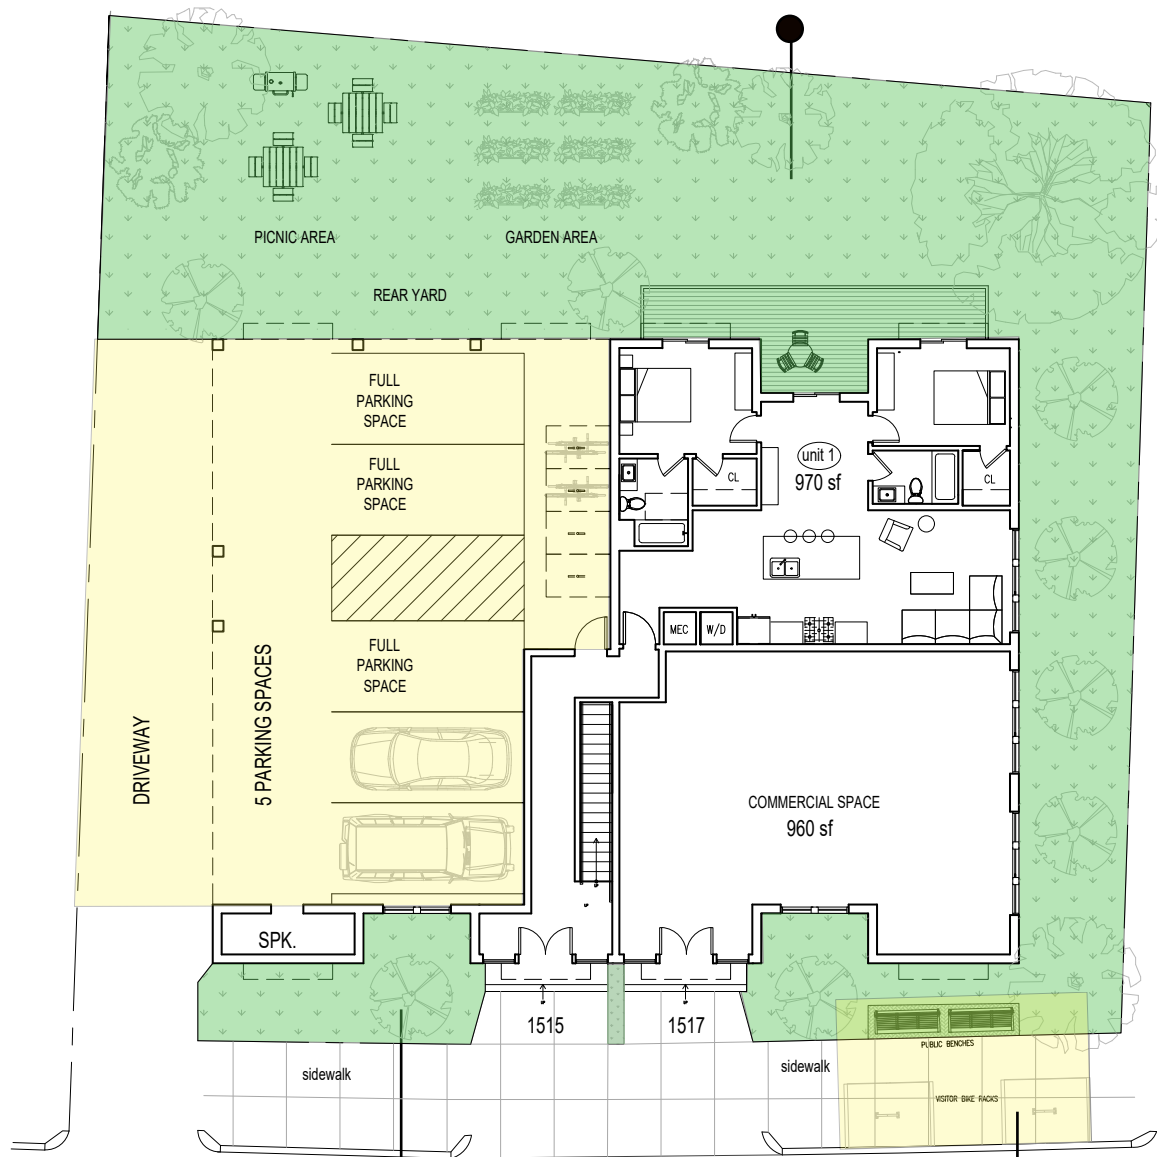 PICNIC AREA
GARDEN AREA
REAR YARD
FULL
PARKING
SPACE
FULL
PARKING
SPACE
unit 1
970 sf
CL
CL
MEC
W/D
FULL
PARKING
SPACE
DRIVEWAY
5 PARKING SPACES
COMMERCIAL SPACE
960 sf
SPK.
1515
1517
PUBLIC BENCHES
sidewalk
sidewalk
VISITOR BIKE RACKS